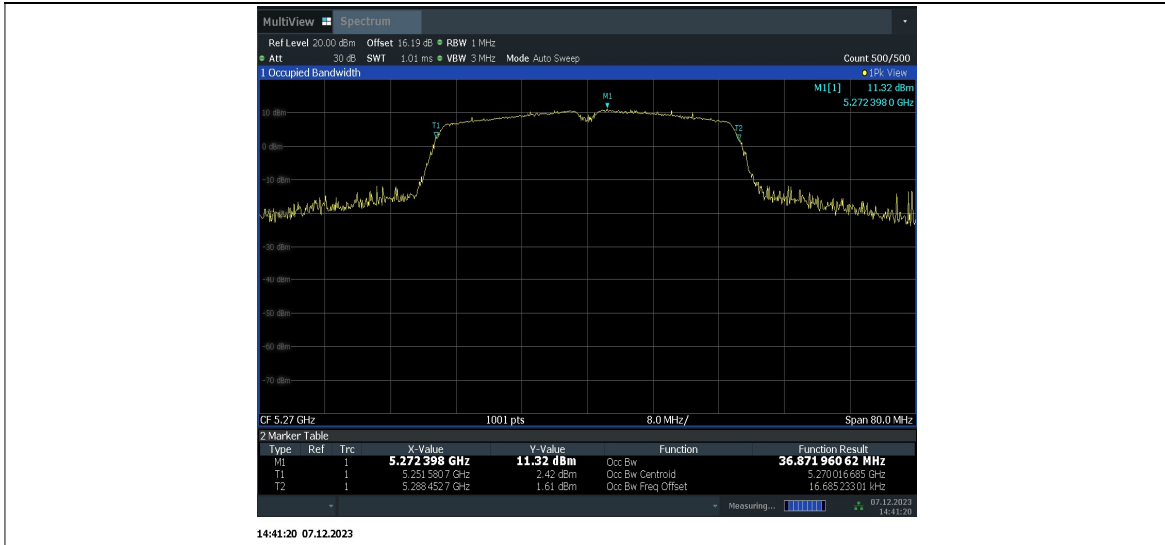 MultiView Spectrum
Ref Level 20.00 dBm Offset 16.19 dB RBW 1 MHz
Att 30 dB SWT 1.01 ms VBW 3 MHz Mode Auto Sweep Count 500/500
1 Occupied Bandwidth 1Pk View
M1[1] 11.32 dBm
5.272 398 0 GHz
M1
10 dBm
T1
T2
0 dBm
-10 dBm
-30 dBm
-40 dBm
-50 dBm
-60 dBm
-70 dBm
CF 5.27 GHz 1001 pts 8.0 MHz/ Span 80.0 MHz
2 Marker Table
Type Ref Trc X-Value Y-Value Function Function Result
M1 1 5.272 398 GHz 11.32 dBm Occ Bw 36.871 960 62 MHz
T1 1 5.251 580 7 GHz 2.42 dBm Occ Bw Centroid 5.270 016 685 GHz
T2 1 5.288 452 7 GHz 1.61 dBm Occ Bw Freq Offset 16.685 233 01 kHz
Measuring... 07.12.2023
14:41:20
14:41:20 07.12.2023